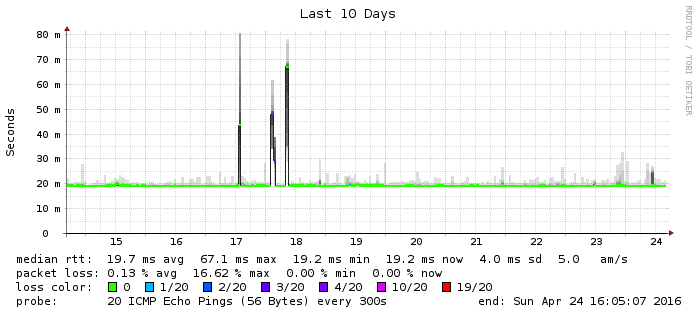 Last 10 Days
RRDTOOL / TOBI OETIKER
Seconds
80 m
70 m
60 m
50 m
40 m
30 m
20 m
10 m
0
15 16 17 18 19 20 21 22 23 24
median rtt: 19.7 ms avg 67.1 ms max 19.2 ms min 19.2 ms now 4.0 ms sd 5.0 am/s
packet loss: 0.13 % avg 16.62 % max 0.00 % min 0.00 % now
loss color: 0 1/20 2/20 3/20 4/20 10/20 19/20
probe: 20 ICMP Echo Pings (56 Bytes) every 300s end: Sun Apr 24 16:05:07 2016